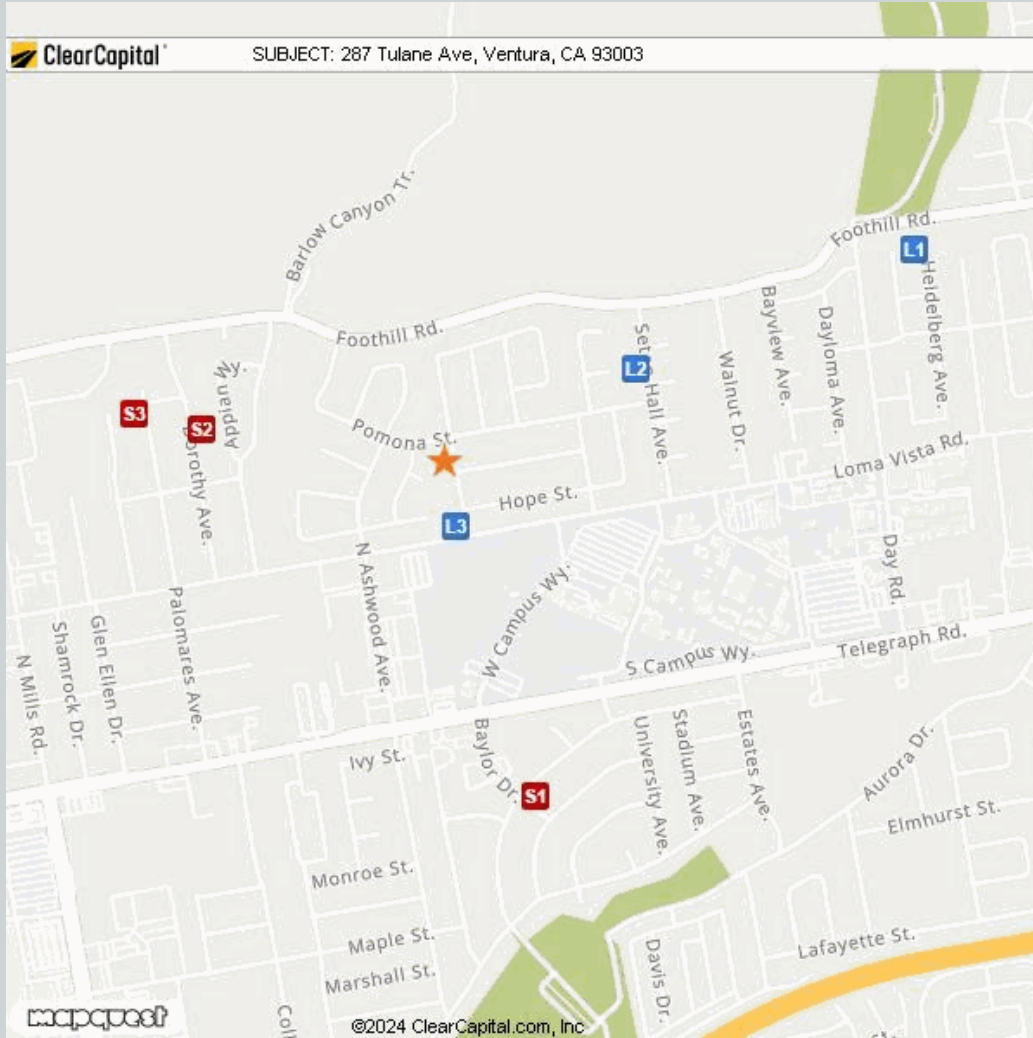 ClearCapital
SUBJECT: 287 Tulane Ave, Ventura, CA 93003
Barlow Canyon Tr.
Foothill Rd.
L1
Heidelberg Ave.
Foothill Rd.
Bayview Ave.
Dayloma Ave.
L2
Hall Ave.
Walnut Dr.
Appian
Wy.
S3
S2
Dorothy Ave.
Pomona St.
Loma Vista Rd.
Hope St.
L3
N Ashwood Ave.
W Campus Wy.
Day Rd.
Palomares Ave.
Glen Ellen Dr.
Shamrock Dr.
N Mills Rd.
S Campus Wy.
Telegraph Rd.
Ivy St.
Baylor Dr.
S1
University Ave.
Stadium Ave.
Estates Ave.
Aurora Dr.
Elmhurst St.
Monroe St.
Maple St.
Marshall St.
Davis Dr.
Lafayette St.
mapquest
©2024 ClearCapital.com, Inc